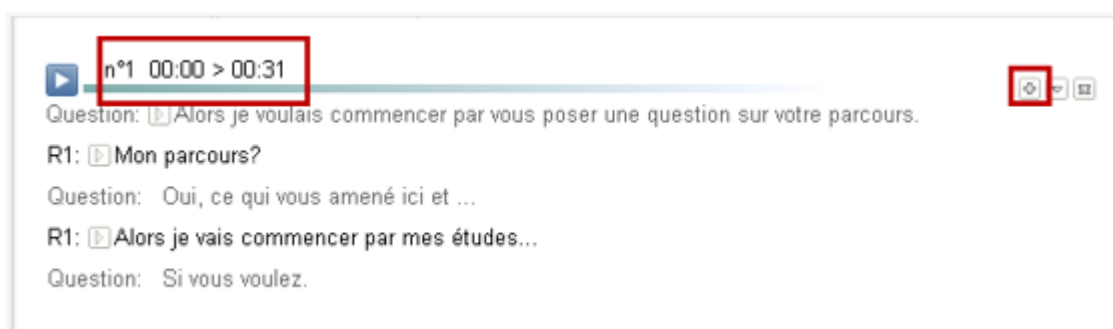 n°1 00:00 > 00:31
Question: Alors je voulais commencer par vous poser une question sur votre parcours.
R1: Mon parcours?
Question: Oui, ce qui vous amené ici et ...
R1: Alors je vais commencer par mes études...
Question: Si vous voulez.